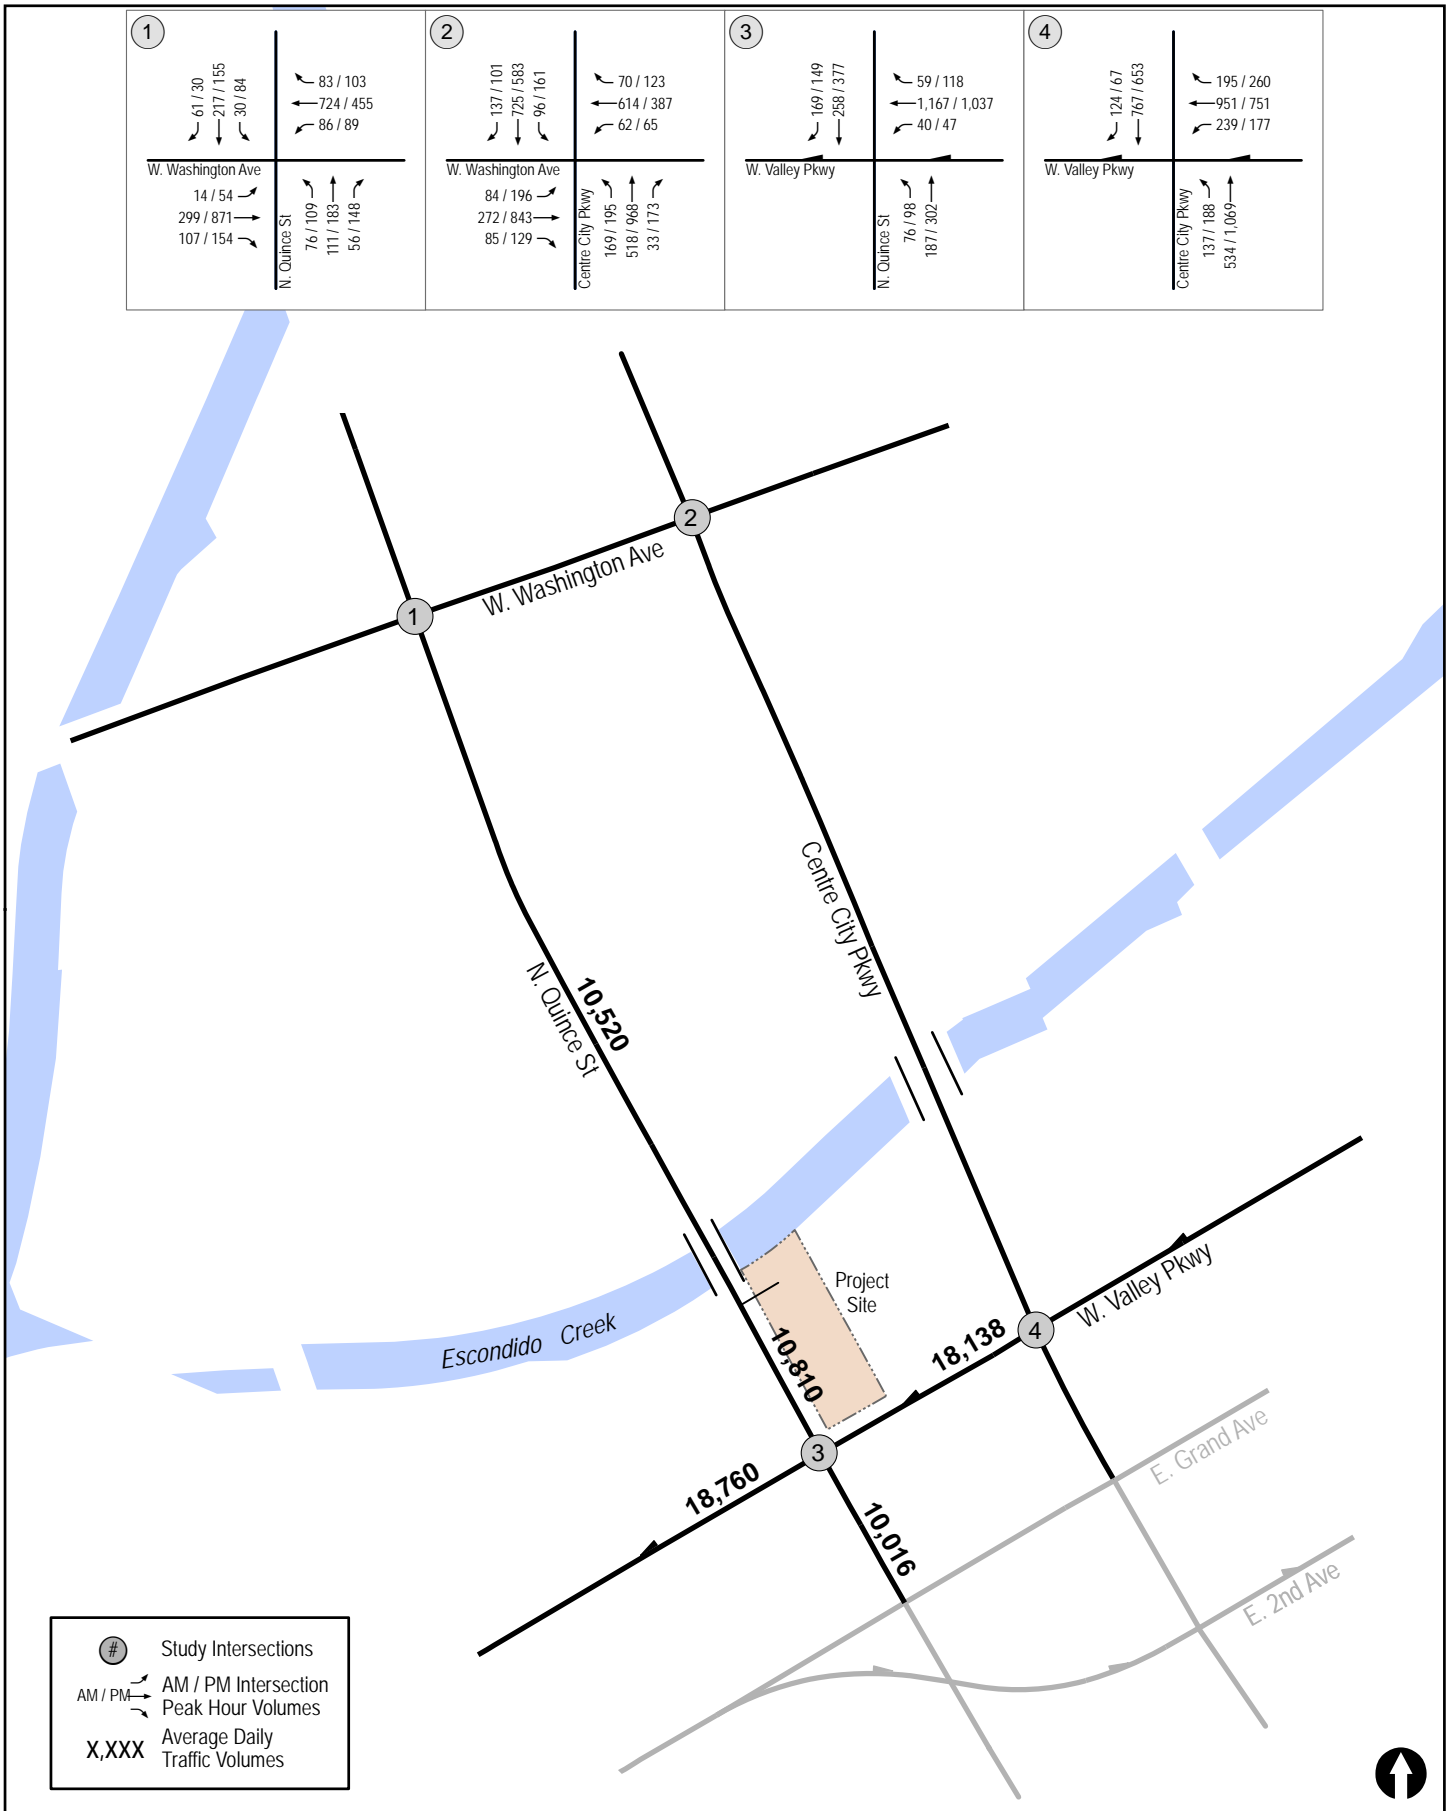 1
61 / 30
217 / 155
30 / 84
83 / 103
724 / 455
86 / 89
W. Washington Ave
14 / 54
299 / 871
107 / 154
N. Quince St
76 / 109
111 / 183
56 / 148
2
137 / 101
725 / 583
96 / 161
70 / 123
614 / 387
62 / 65
W. Washington Ave
84 / 196
272 / 843
85 / 129
Centre City Pkwy
169 / 195
518 / 968
33 / 173
3
169 / 149
258 / 377
59 / 118
1,167 / 1,037
40 / 47
W. Valley Pkwy
N. Quince St
76 / 98
187 / 302
4
124 / 67
767 / 653
195 / 260
951 / 751
239 / 177
W. Valley Pkwy
Centre City Pkwy
137 / 188
534 / 1,069
2
W. Washington Ave
1
Centre City Pkwy
N. Quince St
10,520
Project
Site
W. Valley Pkwy
Escondido Creek
10,810
18,138
4
3
18,760
10,016
E. Grand Ave
E. 2nd Ave
# Study Intersections
AM / PM
AM / PM Intersection
Peak Hour Volumes
X,XXX
Average Daily
Traffic Volumes